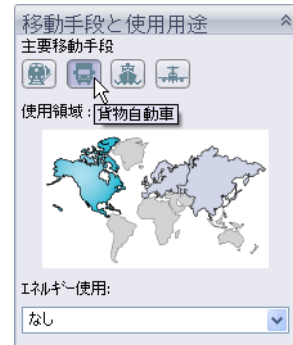 移動手段と使用用途
主要移動手段
使用領域：
貨物自動車
ｴﾈﾙｷﾞｰ使用:
なし